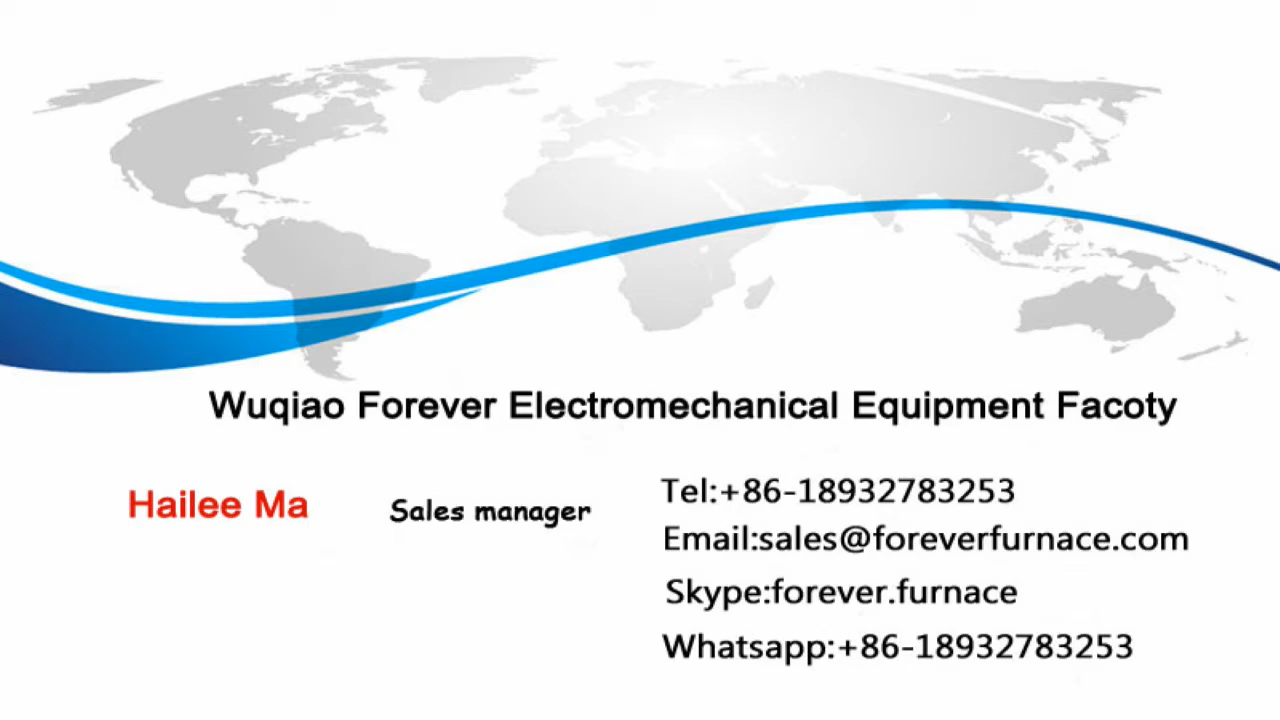 Wuqiao Forever Electromechanical Equipment Facoty
Hailee Ma
Sales manager
Tel:+86-18932783253
Email:sales@foreverfurnace.com
Skype:forever.furnace
Whatsapp:+86-18932783253